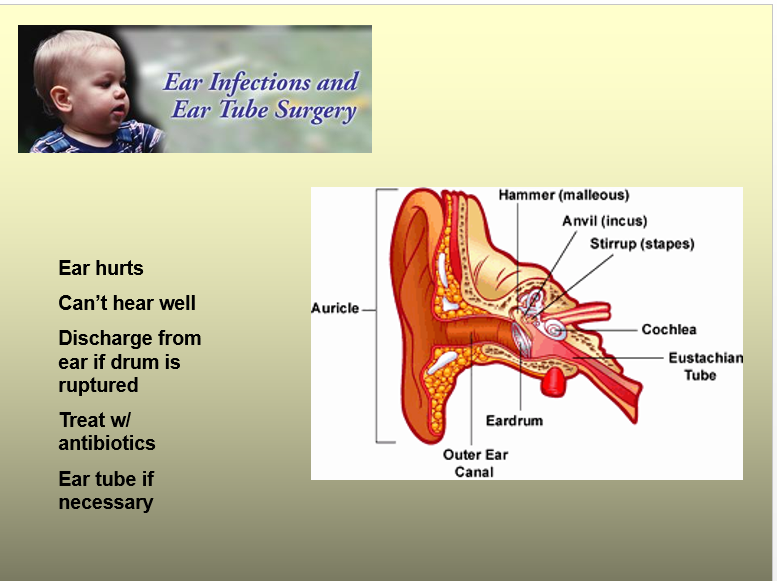 Ear Infections and
Ear Tube Surgery
Ear hurts
Can't hear well
Discharge from
ear if drum is
ruptured
Treat w/
antibiotics
Ear tube if
necessary
Hammer (malleous)
Anvil (incus)
Stirrup (stapes)
Auricle
Cochlea
Eustachian
Tube
Eardrum
Outer Ear
Canal